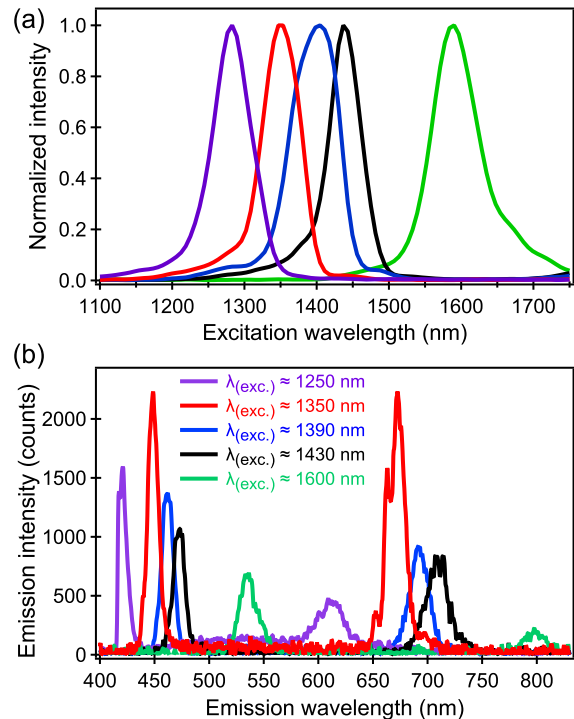 (a)
Normalized intensity
1.0
0.8
0.6
0.4
0.2
0.0
1100 1200 1300 1400 1500 1600 1700
Excitation wavelength (nm)
(b)
Emission intensity (counts)
2000
1500
1000
500
0
λ(exc.) ≈ 1250 nm
λ(exc.) ≈ 1350 nm
λ(exc.) ≈ 1390 nm
λ(exc.) ≈ 1430 nm
λ(exc.) ≈ 1600 nm
400 450 500 550 600 650 700 750 800
Emission wavelength (nm)